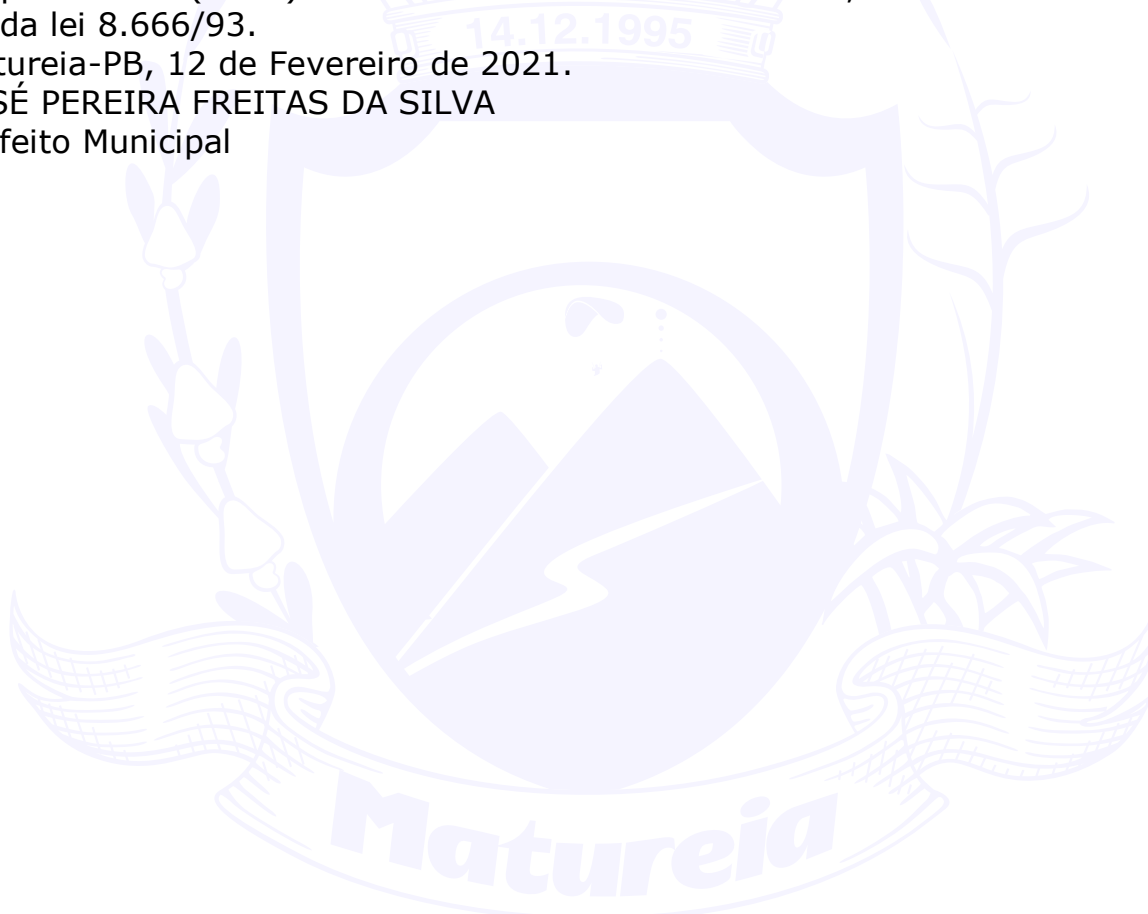 da lei 8.666/93.
14.12.1995
tureia-PB, 12 de Fevereiro de 2021.
SÉ PEREIRA FREITAS DA SILVA
feito Municipal
Matureia